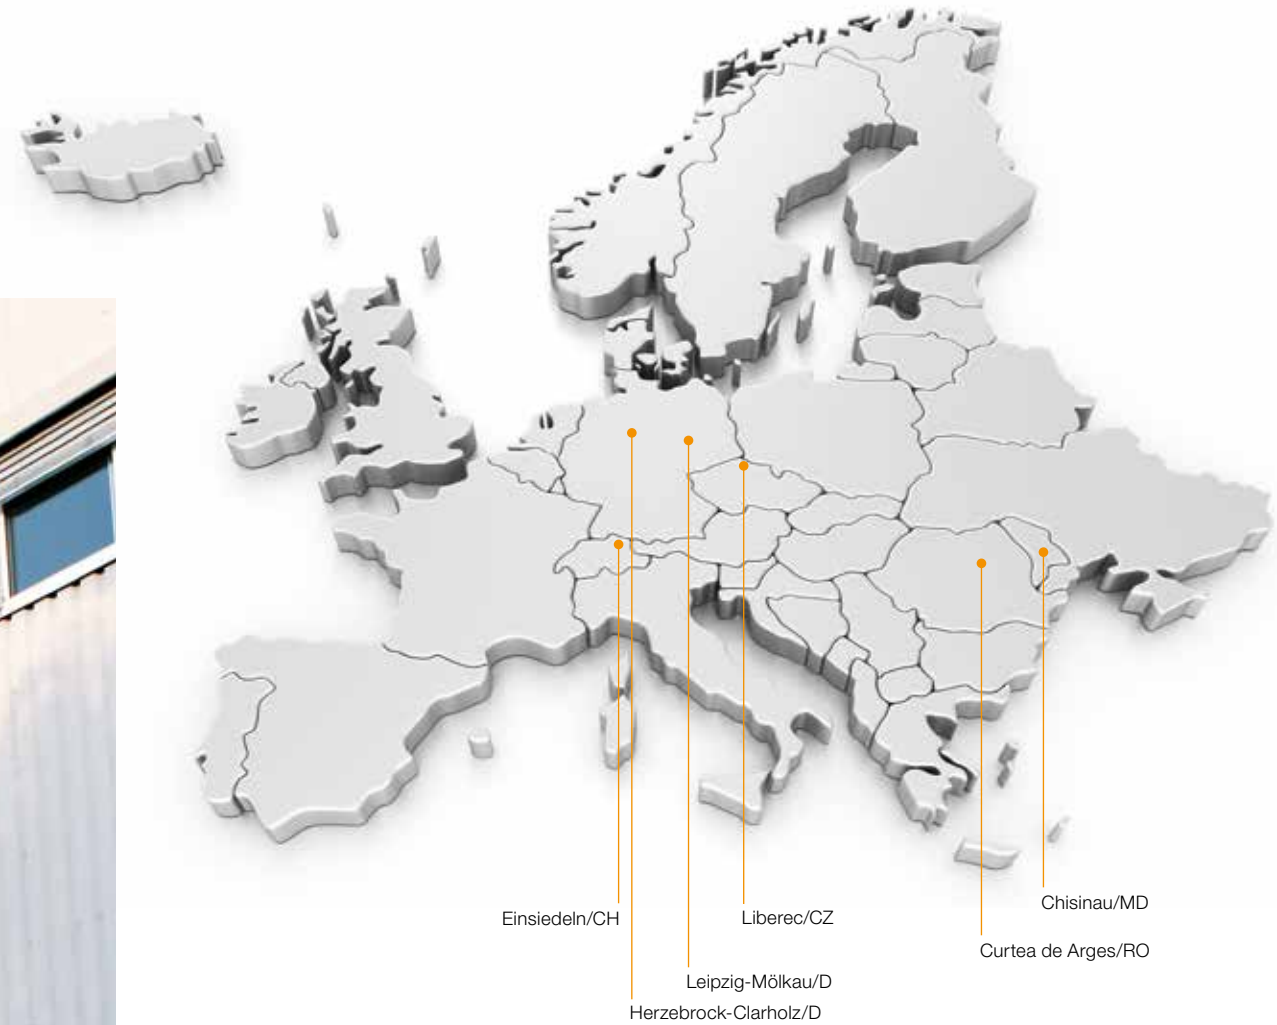 Chisinau/MD
Einsiedeln/CH
Liberec/CZ
Curtea de Arges/RO
Leipzig-Mölkau/D
Herzebrock-Clarholz/D